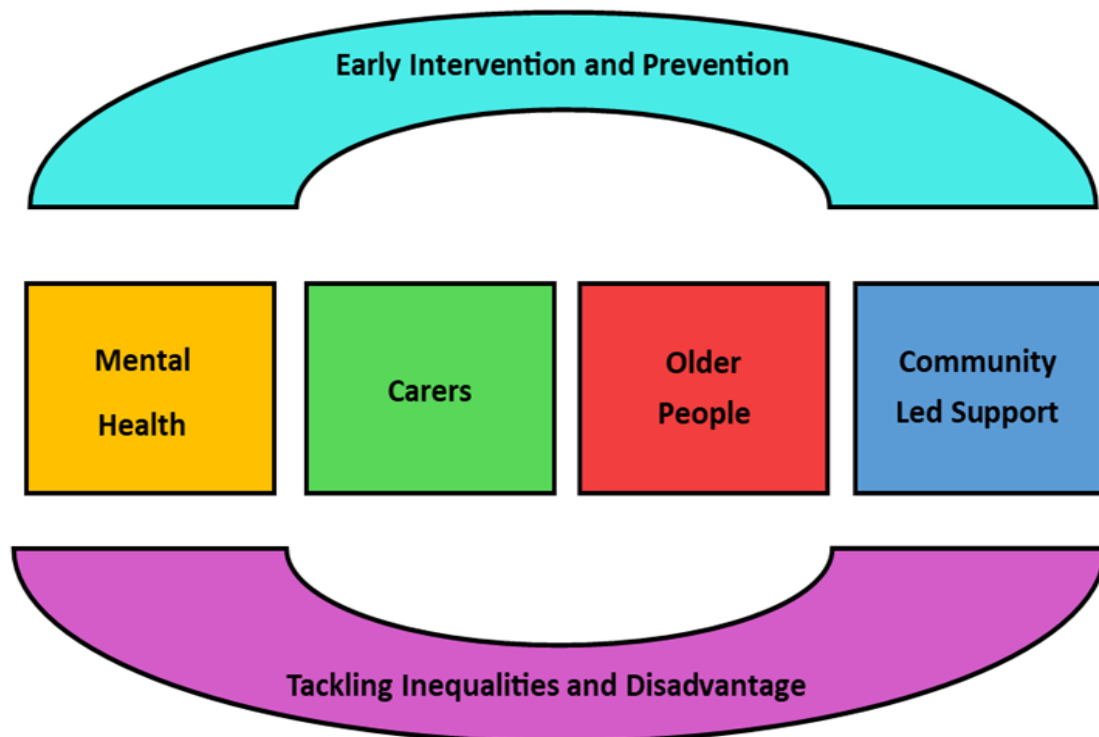 Early Intervention and Prevention
Mental
Health
Carers
Older
People
Community
Led Support
Tackling Inequalities and Disadvantage